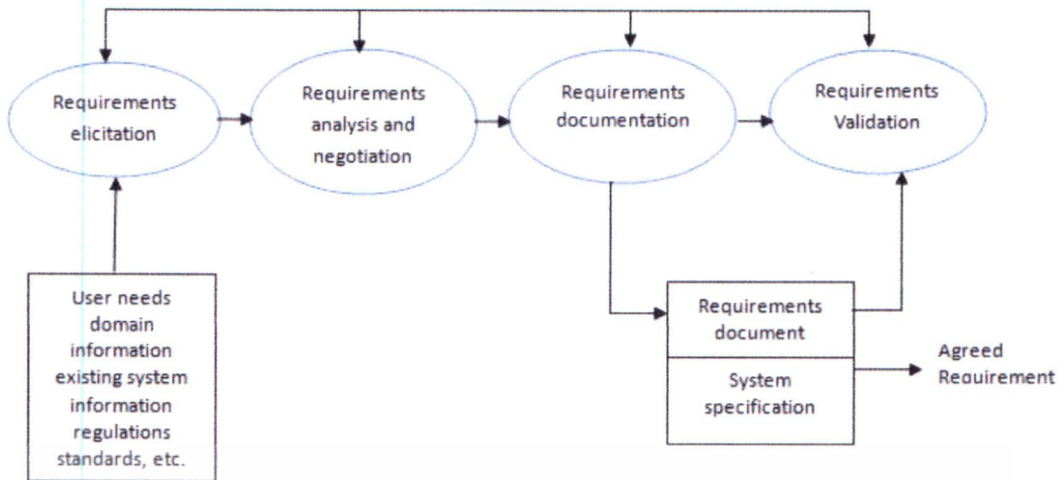 Requirements
elicitation
Requirements
analysis and
negotiation
Requirements
documentation
Requirements
Validation
User needs
domain
information
existing system
information
regulations
standards, etc.
Requirements
document
System
specification
Agreed
Requirement